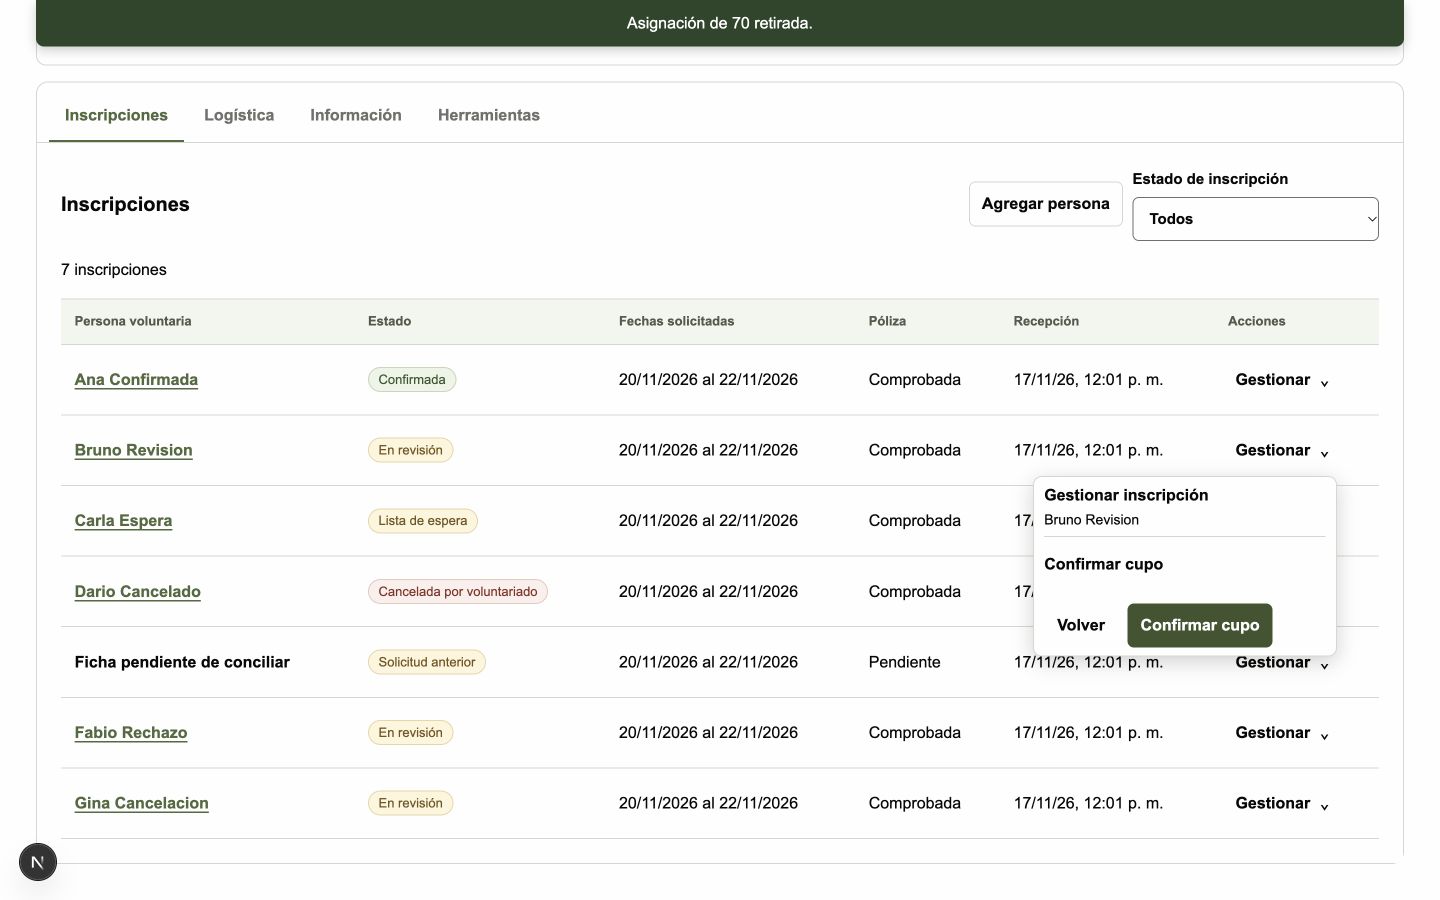 Asignación de 70 retirada.
Inscripciones Logística Información Herramientas
Inscripciones
Agregar persona
Estado de inscripción
Todos
7 inscripciones
Persona voluntaria Estado Fechas solicitadas Póliza Recepción Acciones
Ana Confirmada Confirmada 20/11/2026 al 22/11/2026 Comprobada 17/11/26, 12:01 p. m. Gestionar
Bruno Revision En revisión 20/11/2026 al 22/11/2026 Comprobada 17/11/26, 12:01 p. m. Gestionar
Gestionar inscripción
Bruno Revision
Confirmar cupo
Volver Confirmar cupo
Carla Espera Lista de espera 20/11/2026 al 22/11/2026 Comprobada 17/
Dario Cancelado Cancelada por voluntariado 20/11/2026 al 22/11/2026 Comprobada 17/
Ficha pendiente de conciliar Solicitud anterior 20/11/2026 al 22/11/2026 Pendiente 17/11/26, 12:01 p. m. Gestionar
Fabio Rechazo En revisión 20/11/2026 al 22/11/2026 Comprobada 17/11/26, 12:01 p. m. Gestionar
Gina Cancelacion En revisión 20/11/2026 al 22/11/2026 Comprobada 17/11/26, 12:01 p. m. Gestionar
N